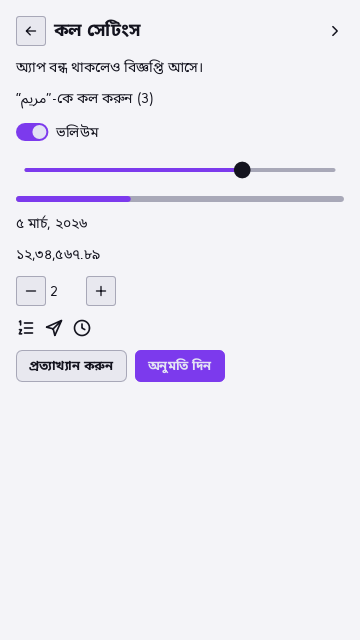 কল সেটিংস
অ্যাপ বন্ধ থাকলেও বিজ্ঞপ্তি আসে।
“مريم”-কে কল করুন (3)
ভলিউম
৫ মার্চ, ২০২৬
১২,৩৪,৫৬৭.৮৯
2
প্রত্যাখ্যান করুন
অনুমতি দিন